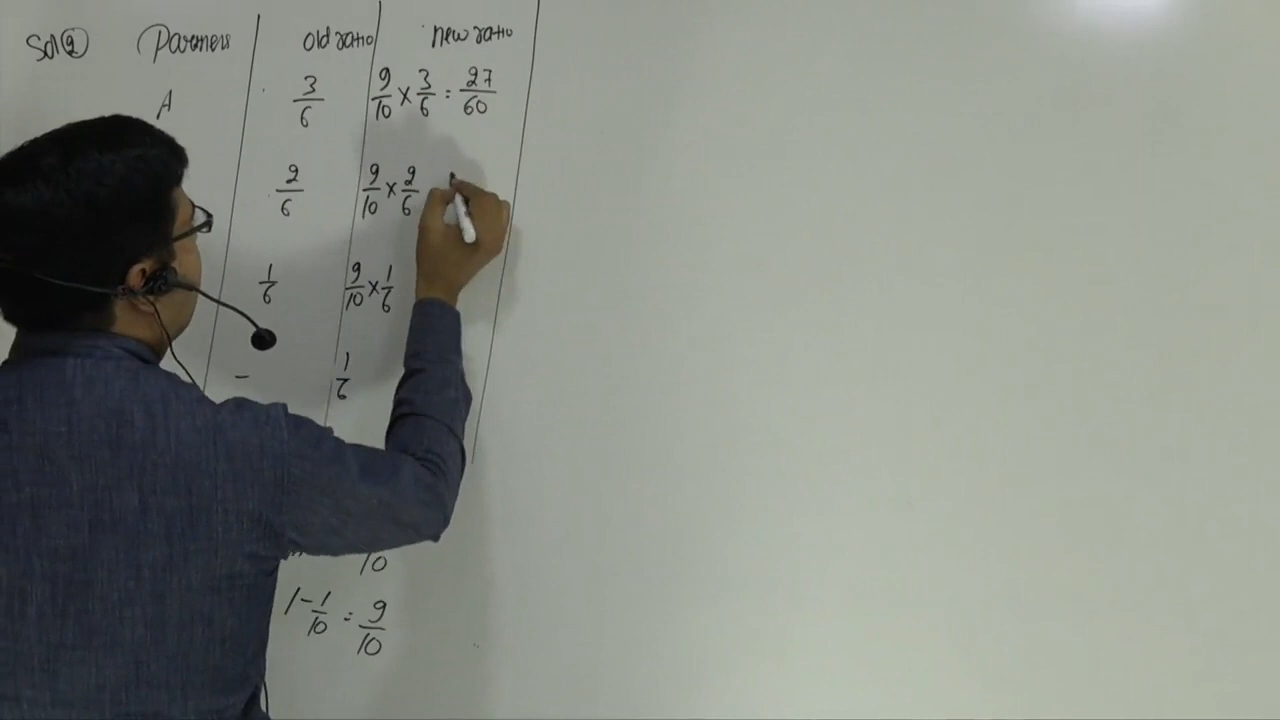 Sol② Partners old ratio new ratio
A 3/6 9/10 × 3/6 = 27/60
2/6 9/10 × 2/6
1/6 9/10 × 1/6
- 1/6
10
1 - 1/10 = 9/10